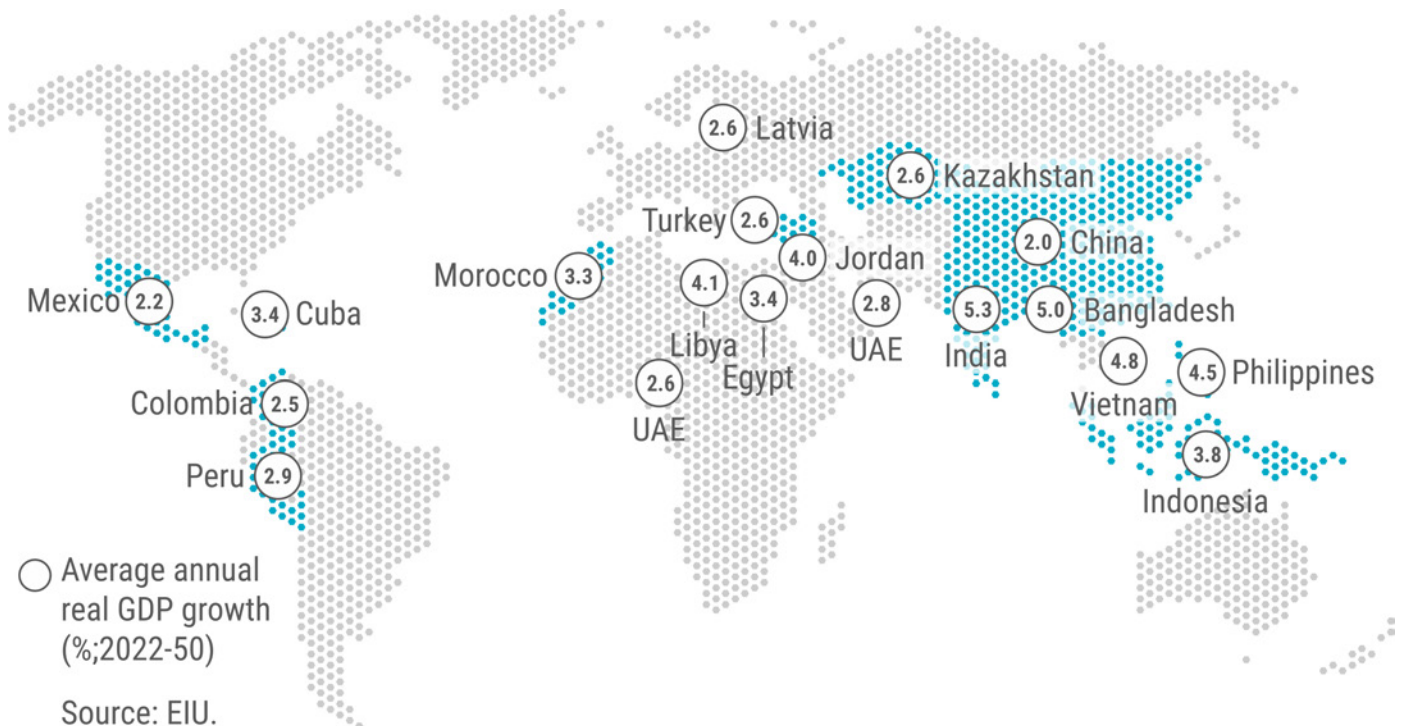 2.6 Latvia
2.6 Kazakhstan
Turkey 2.6
2.0 China
4.0 Jordan
Morocco 3.3
4.1
Libya
3.4
Egypt
2.8
UAE
5.3
India
5.0 Bangladesh
Mexico 2.2
3.4 Cuba
4.8
Vietnam
4.5 Philippines
2.6
UAE
Colombia 2.5
3.8
Indonesia
Peru 2.9
Average annual
real GDP growth
(%;2022-50)
Source: EIU.